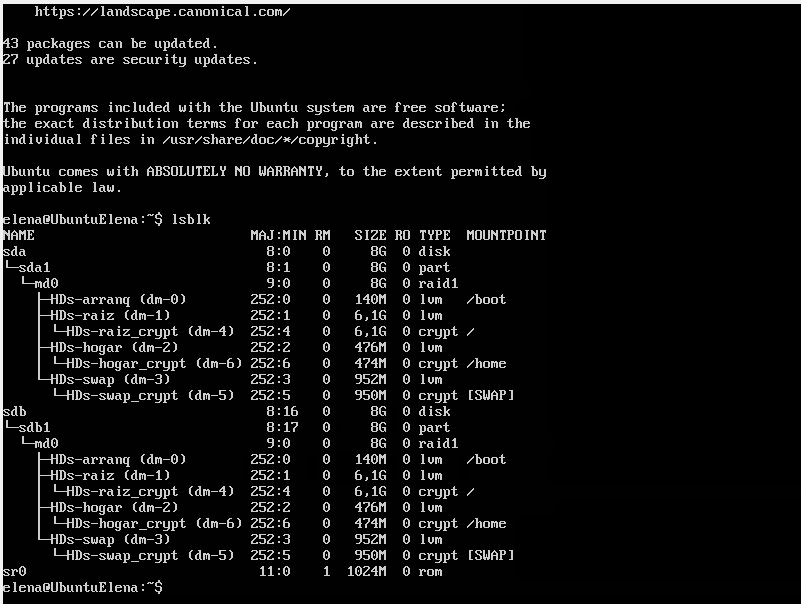 https://landscape.canonical.com/
43 packages can be updated.
27 updates are security updates.
The programs included with the Ubuntu system are free software;
the exact distribution terms for each program are described in the
individual files in /usr/share/doc/*/copyright.
Ubuntu comes with ABSOLUTELY NO WARRANTY, to the extent permitted by
applicable law.
elena@UbuntuElena:~$ lsblk
NAME                           MAJ:MIN RM   SIZE RO TYPE  MOUNTPOINT
sda                              8:0    0     8G  0 disk
└─sda1                           8:1    0     8G  0 part
  └─md0                          9:0    0     8G  0 raid1
    ├─HDs-arranq (dm-0)        252:0    0   140M  0 lvm   /boot
    ├─HDs-raiz (dm-1)          252:1    0   6,1G  0 lvm
    │ └─HDs-raiz_crypt (dm-4)  252:4    0   6,1G  0 crypt /
    ├─HDs-hogar (dm-2)         252:2    0   476M  0 lvm
    │ └─HDs-hogar_crypt (dm-6) 252:6    0   474M  0 crypt /home
    └─HDs-swap (dm-3)          252:3    0   952M  0 lvm
      └─HDs-swap_crypt (dm-5)  252:5    0   950M  0 crypt [SWAP]
sdb                              8:16   0     8G  0 disk
└─sdb1                           8:17   0     8G  0 part
  └─md0                          9:0    0     8G  0 raid1
    ├─HDs-arranq (dm-0)        252:0    0   140M  0 lvm   /boot
    ├─HDs-raiz (dm-1)          252:1    0   6,1G  0 lvm
    │ └─HDs-raiz_crypt (dm-4)  252:4    0   6,1G  0 crypt /
    ├─HDs-hogar (dm-2)         252:2    0   476M  0 lvm
    │ └─HDs-hogar_crypt (dm-6) 252:6    0   474M  0 crypt /home
    └─HDs-swap (dm-3)          252:3    0   952M  0 lvm
      └─HDs-swap_crypt (dm-5)  252:5    0   950M  0 crypt [SWAP]
sr0                             11:0    1  1024M  0 rom
elena@UbuntuElena:~$